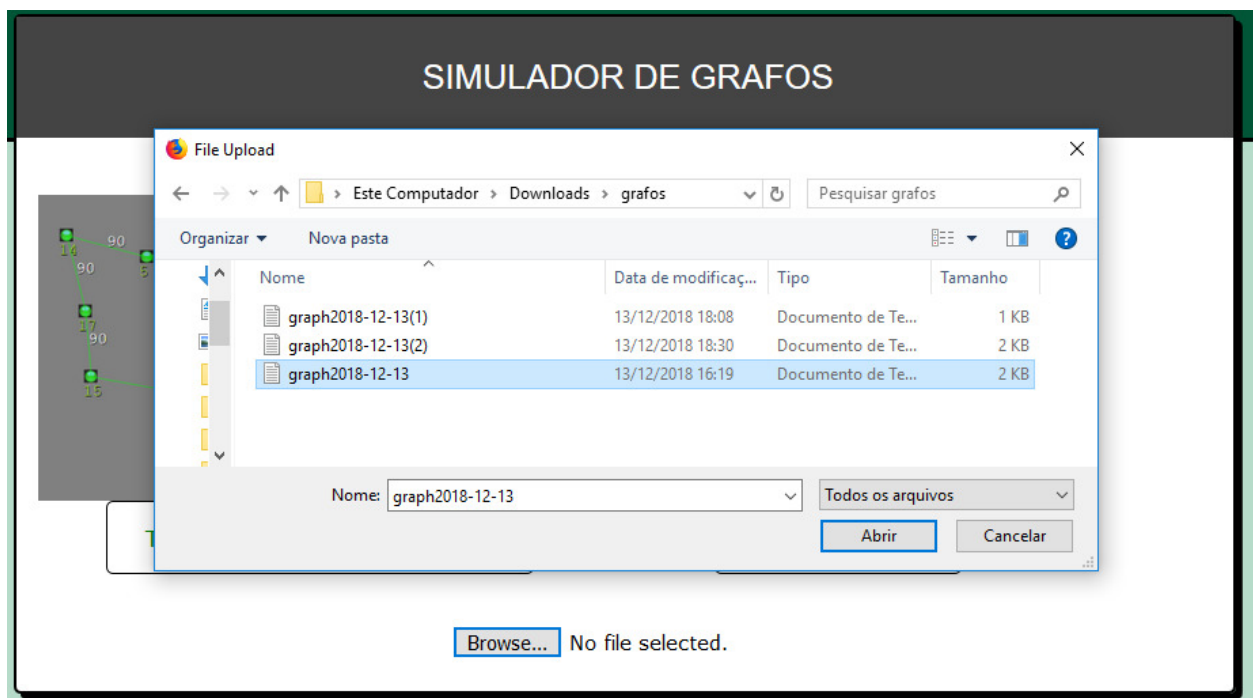 SIMULADOR DE GRAFOS
File Upload
Este Computador > Downloads > grafos
Pesquisar grafos
Organizar
Nova pasta
Nome Data de modificaç... Tipo Tamanho
graph2018-12-13(1) 13/12/2018 18:08 Documento de Te... 1 KB
graph2018-12-13(2) 13/12/2018 18:30 Documento de Te... 2 KB
graph2018-12-13 13/12/2018 16:19 Documento de Te... 2 KB
Nome: graph2018-12-13
Todos os arquivos
Abrir
Cancelar
14
90
5
90
17
90
15
T
Browse... No file selected.